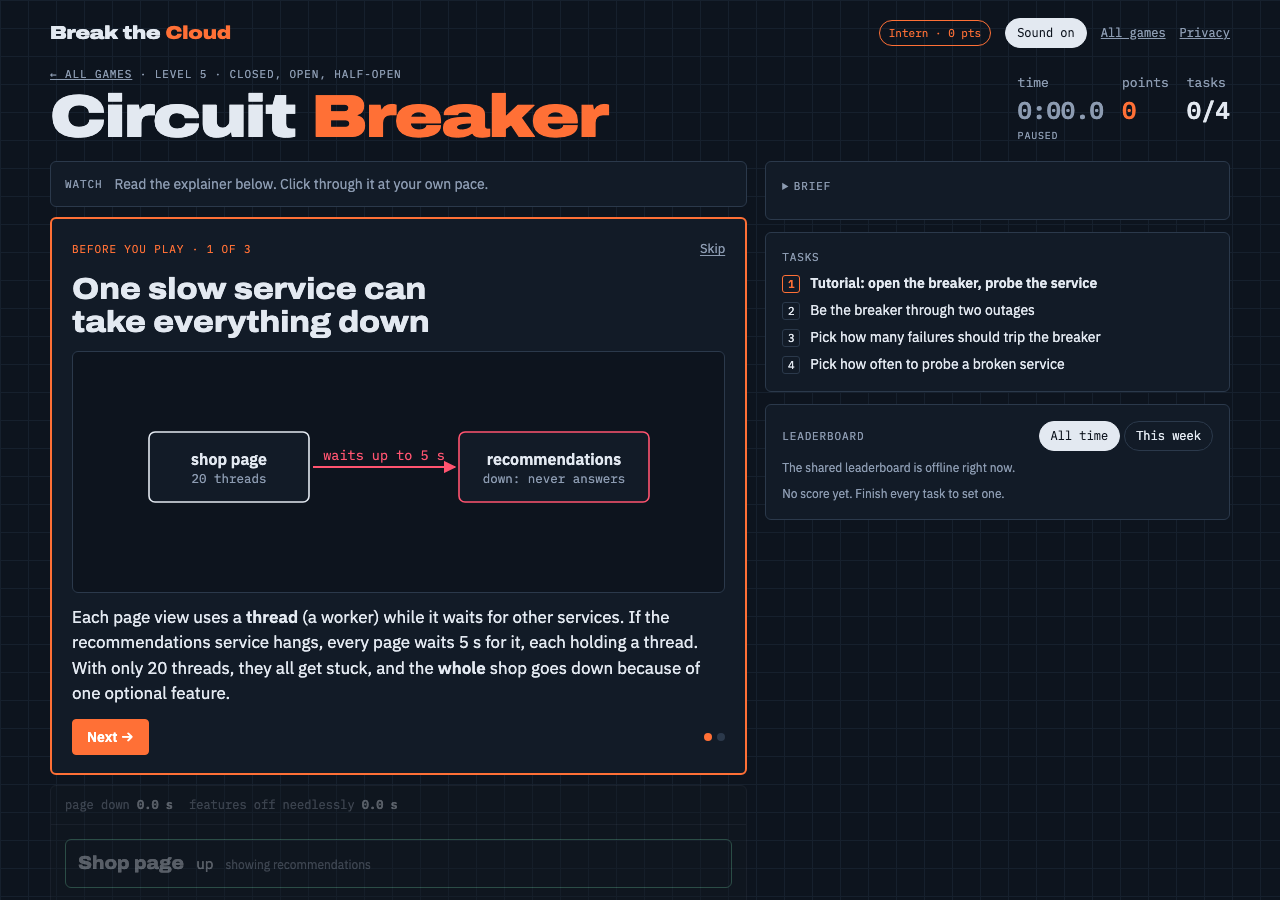 Break the Cloud
Intern · 0 pts
Sound on
All games
Privacy
← ALL GAMES · LEVEL 5 · CLOSED, OPEN, HALF-OPEN
Circuit Breaker
time
0:00.0
PAUSED
points
0
tasks
0/4
WATCH Read the explainer below. Click through it at your own pace.
BEFORE YOU PLAY · 1 OF 3
Skip
One slow service can
take everything down
shop page
20 threads
waits up to 5 s
recommendations
down: never answers
Each page view uses a thread (a worker) while it waits for other services. If the
recommendations service hangs, every page waits 5 s for it, each holding a thread.
With only 20 threads, they all get stuck, and the whole shop goes down because of
one optional feature.
Next →
page down 0.0 s features off needlessly 0.0 s
Shop page up showing recommendations
▶ BRIEF
TASKS
1 Tutorial: open the breaker, probe the service
2 Be the breaker through two outages
3 Pick how many failures should trip the breaker
4 Pick how often to probe a broken service
LEADERBOARD
All time
This week
The shared leaderboard is offline right now.
No score yet. Finish every task to set one.